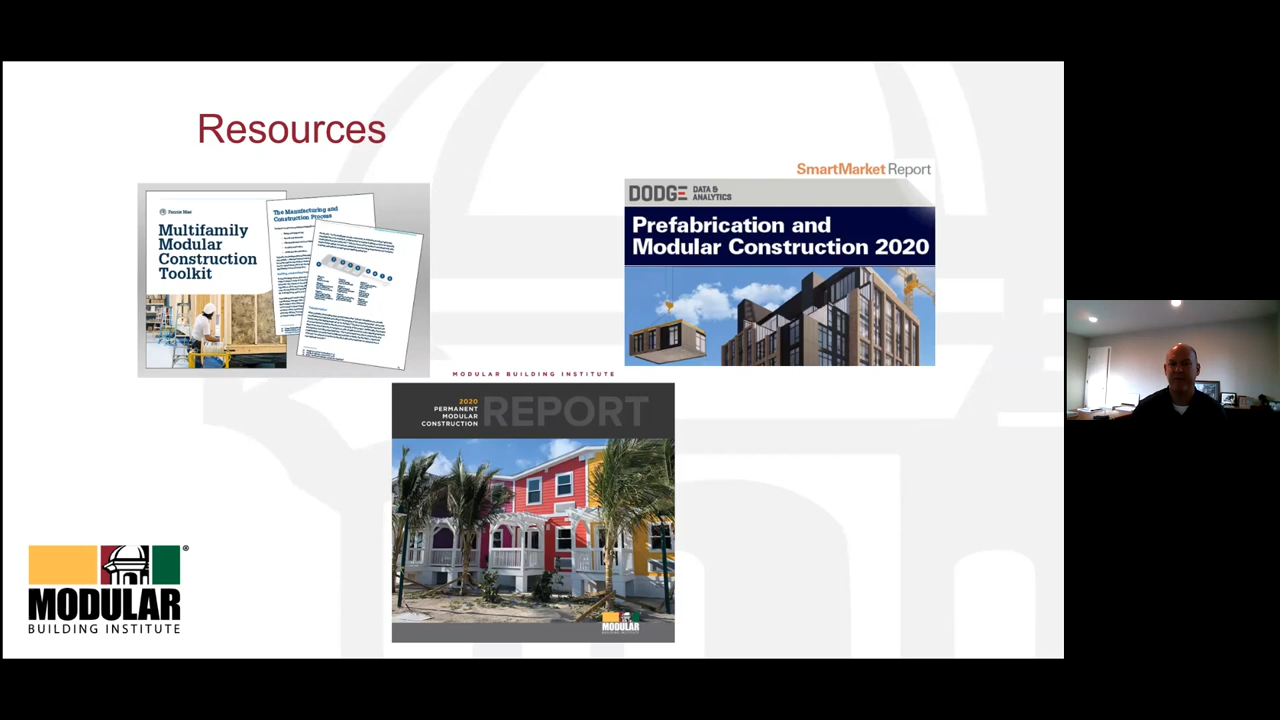 Resources
Fannie Mae
Multifamily
Modular
Construction
Toolkit
The Manufacturing and
Construction Process
SmartMarket Report
DODGE DATA &
ANALYTICS
Prefabrication and
Modular Construction 2020
MODULAR BUILDING INSTITUTE
2020
PERMANENT
MODULAR
CONSTRUCTION
REPORT
MODULAR
MODULAR
BUILDING INSTITUTE